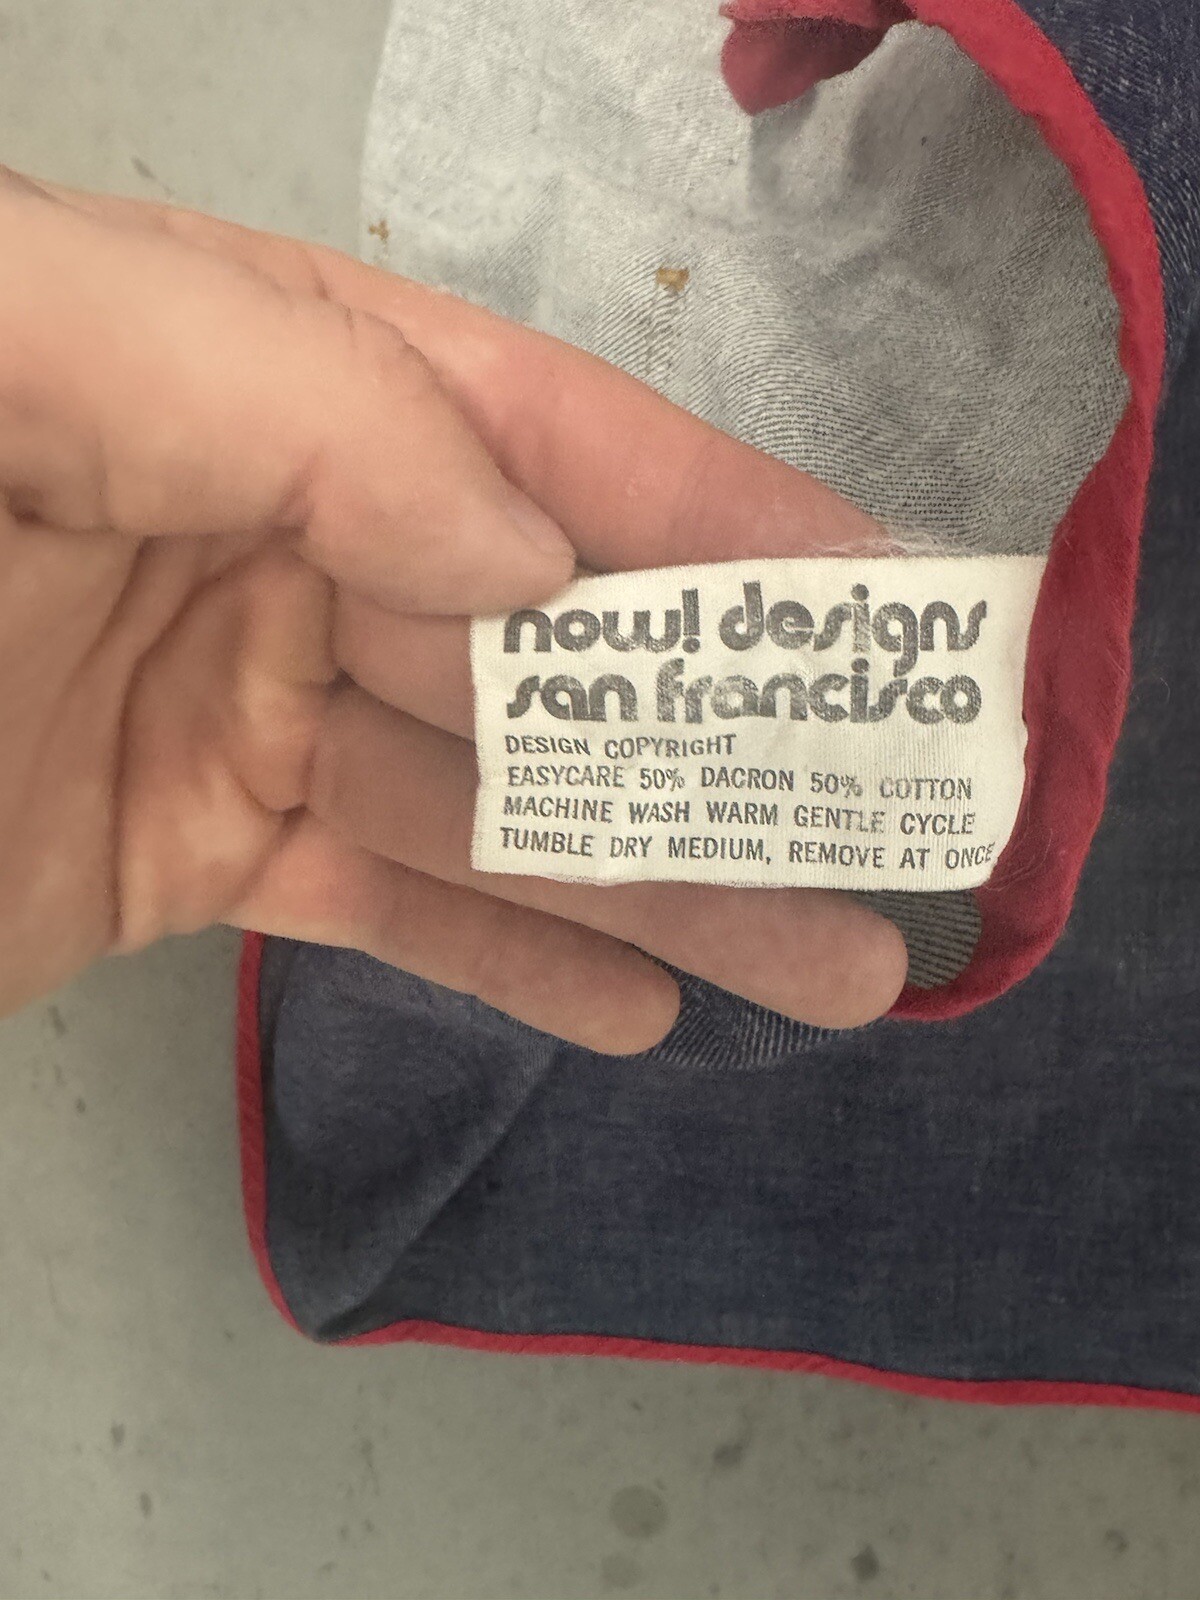 now! designs
san francisco
DESIGN COPYRIGHT
EASYCARE 50% DACRON 50% COTTON
MACHINE WASH WARM GENTLE CYCLE
TUMBLE DRY MEDIUM, REMOVE AT ONCE